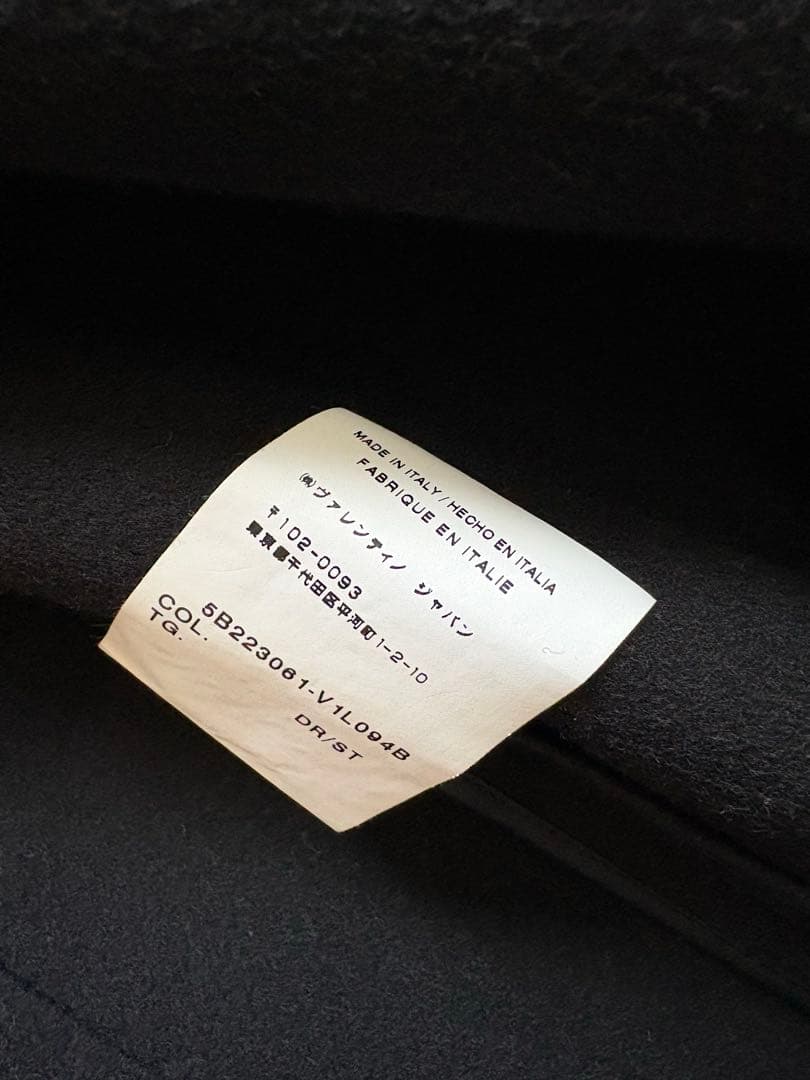 MADE IN ITALY / HECHO EN ITALIA
FABRIQUE EN ITALIE
㈲ヴァレンティノ ジャパン
〒102-0093
東京都千代田区平河町1-2-10
5B223061-V1L094B
COL. DR/ST
TG.